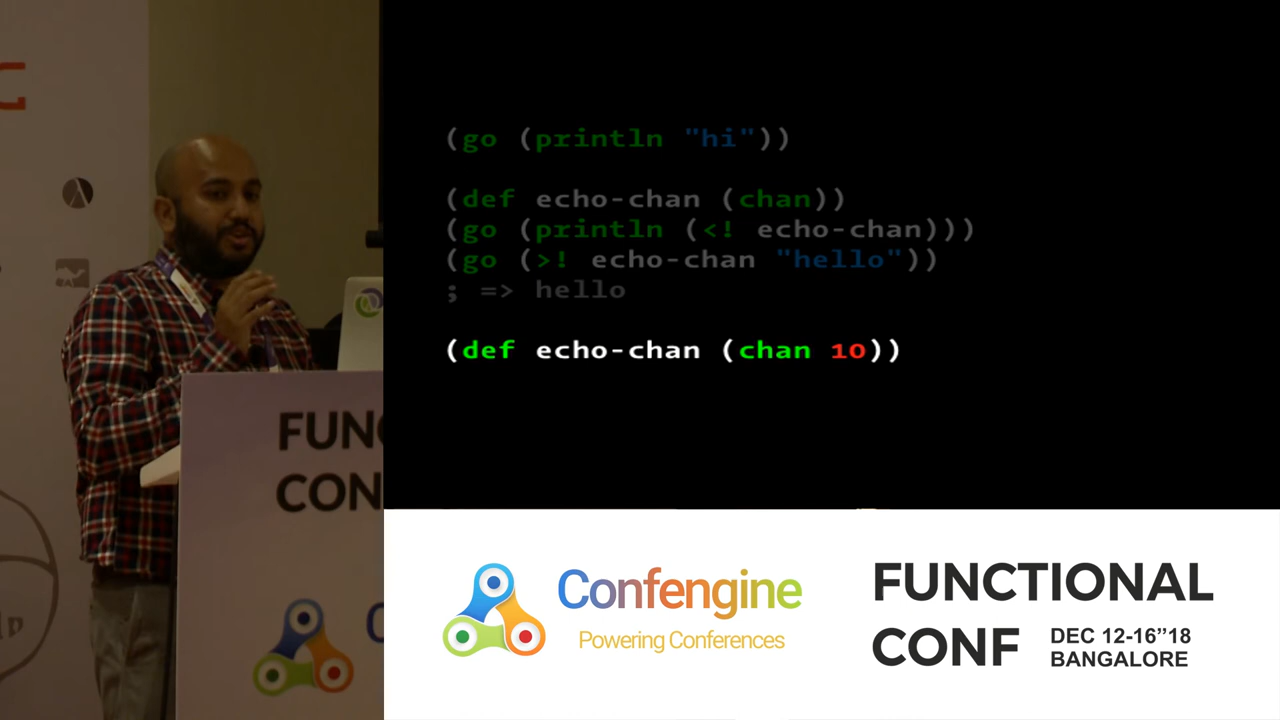 (go (println "hi"))
(def echo-chan (chan))
(go (println (<! echo-chan)))
(go (>! echo-chan "hello"))
; => hello
(def echo-chan (chan 10))
FUNC
CON
Confengine
Powering Conferences
FUNCTIONAL
CONF
DEC 12-16”18
BANGALORE